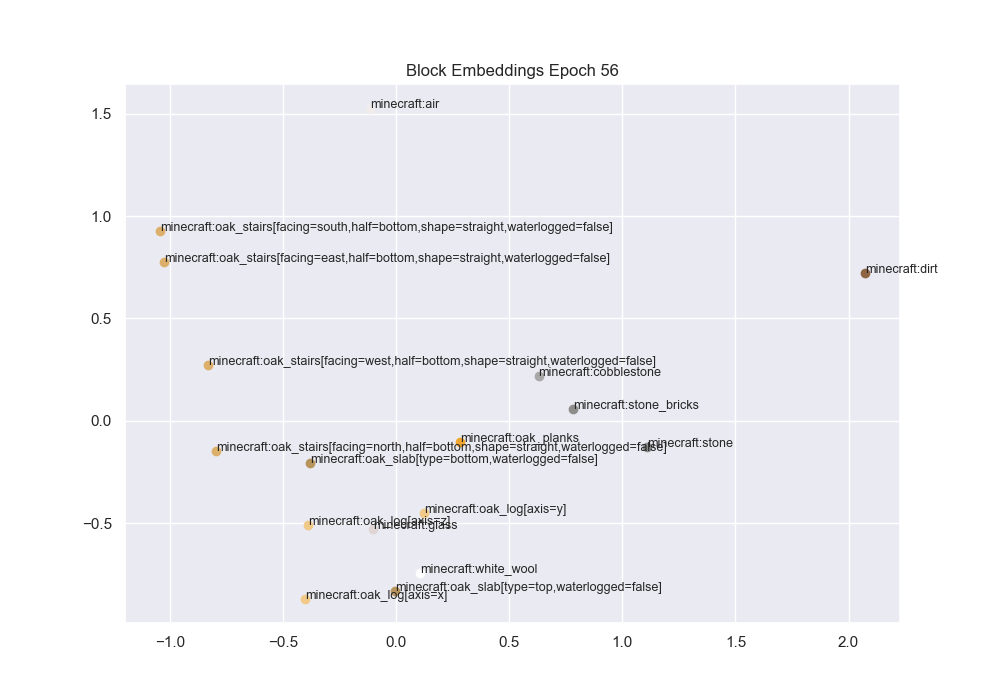 Block Embeddings Epoch 56
minecraft:air
1.5
1.0
minecraft:oak_stairs[facing=south,half=bottom,shape=straight,waterlogged=false]
minecraft:oak_stairs[facing=east,half=bottom,shape=straight,waterlogged=false]
minecraft:dirt
0.5
minecraft:oak_stairs[facing=west,half=bottom,shape=straight,waterlogged=false]
minecraft:cobblestone
minecraft:stone_bricks
0.0
minecraft:oak_planks
minecraft:stone
minecraft:oak_stairs[facing=north,half=bottom,shape=straight,waterlogged=false]
minecraft:oak_slab[type=bottom,waterlogged=false]
minecraft:oak_log[axis=y]
−0.5
minecraft:oak_log[axis=z]
minecraft:glass
minecraft:white_wool
minecraft:oak_slab[type=top,waterlogged=false]
minecraft:oak_log[axis=x]
−1.0 −0.5 0.0 0.5 1.0 1.5 2.0